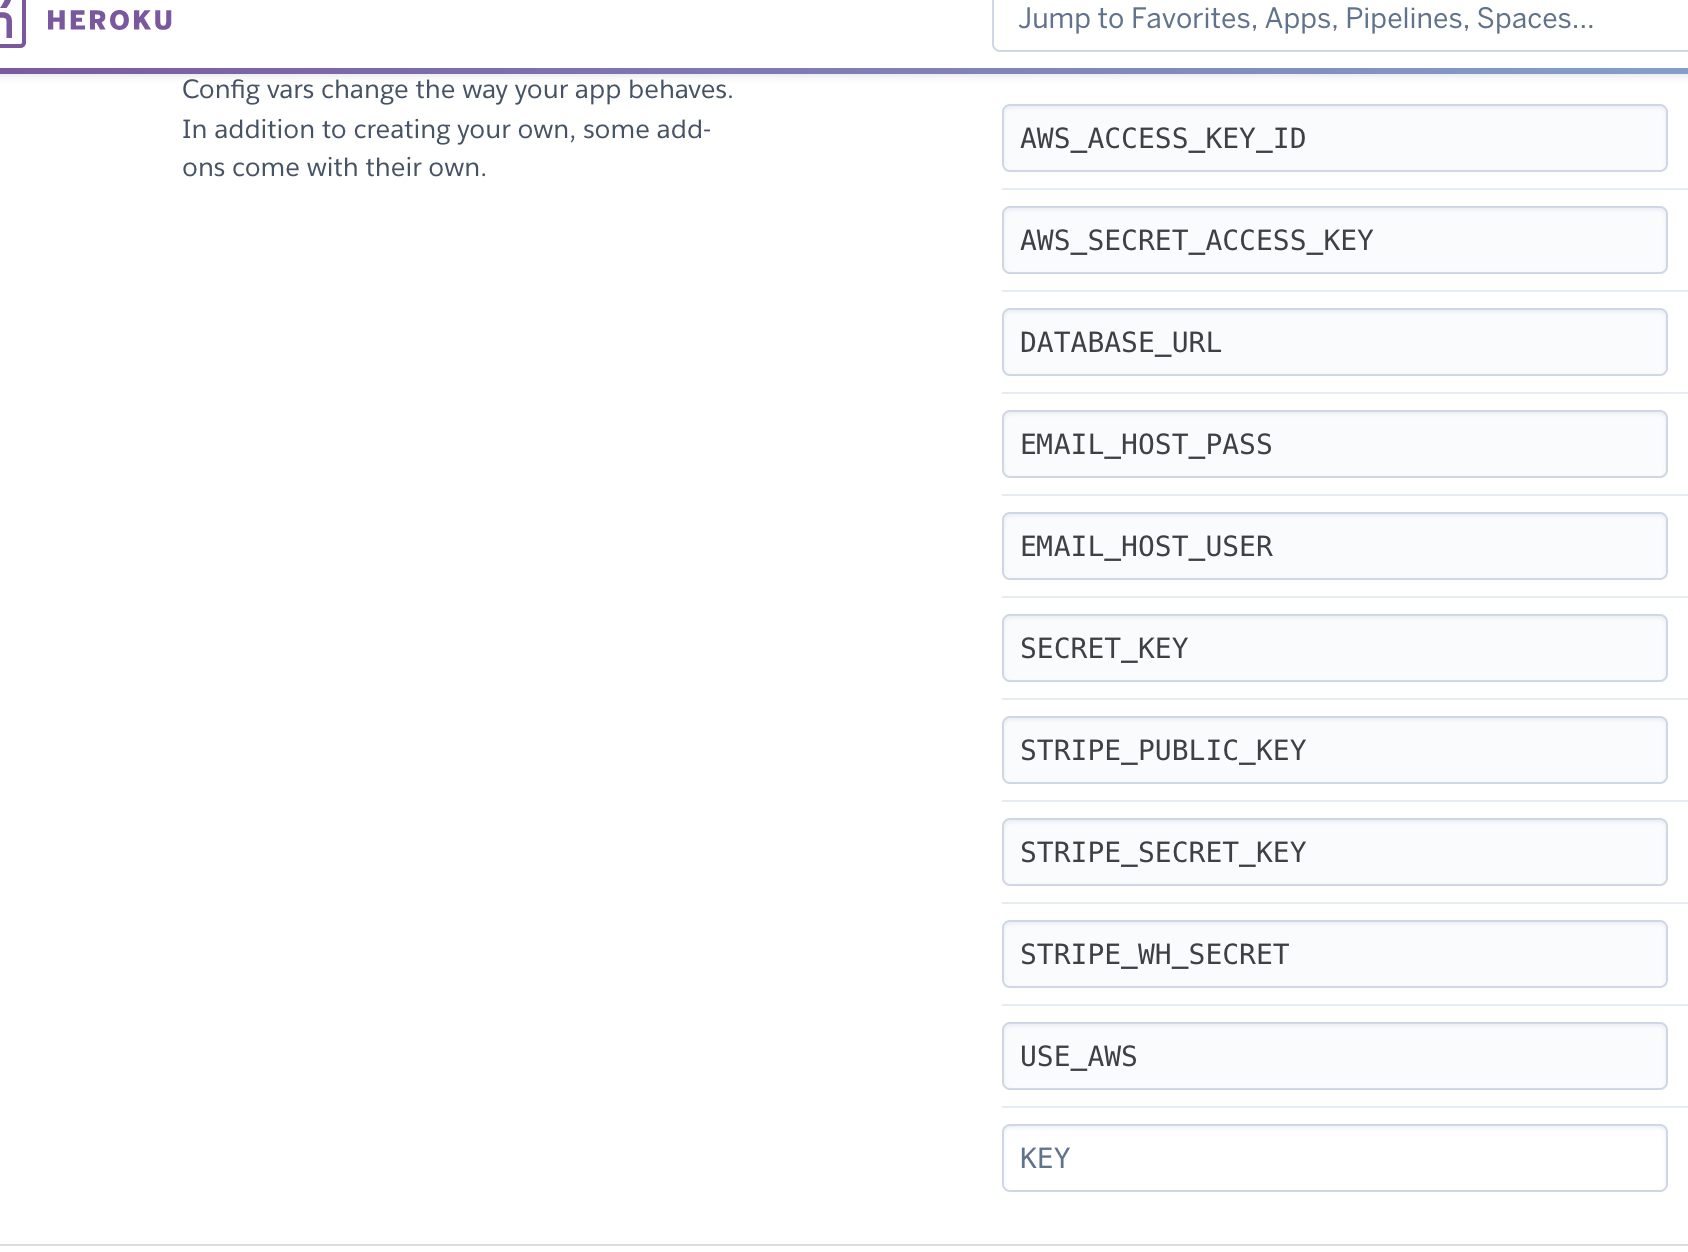 HEROKU
Jump to Favorites, Apps, Pipelines, Spaces...
Config vars change the way your app behaves.
In addition to creating your own, some add-
ons come with their own.
AWS_ACCESS_KEY_ID
AWS_SECRET_ACCESS_KEY
DATABASE_URL
EMAIL_HOST_PASS
EMAIL_HOST_USER
SECRET_KEY
STRIPE_PUBLIC_KEY
STRIPE_SECRET_KEY
STRIPE_WH_SECRET
USE_AWS
KEY